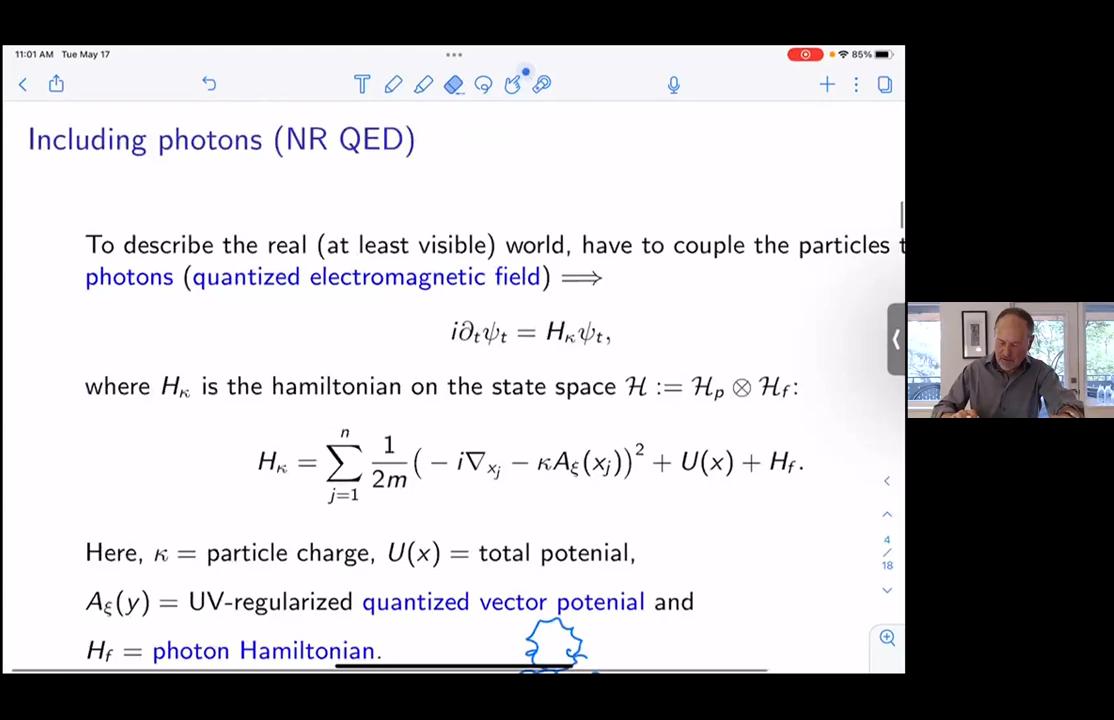 11:01 AM Tue May 17
85%
Including photons (NR QED)
To describe the real (at least visible) world, have to couple the particles t
photons (quantized electromagnetic field) ⟹
i∂ₜψₜ = H_κψₜ,
where H_κ is the hamiltonian on the state space ℋ := ℋ_p ⊗ ℋ_f:
H_κ = ∑_{j=1}^{n} 1/2m (− i∇_{x_j} − κA_ξ(x_j))² + U(x) + H_f.
Here, κ = particle charge, U(x) = total potenial,
A_ξ(y) = UV-regularized quantized vector potenial and
H_f = photon Hamiltonian.
4
/
18